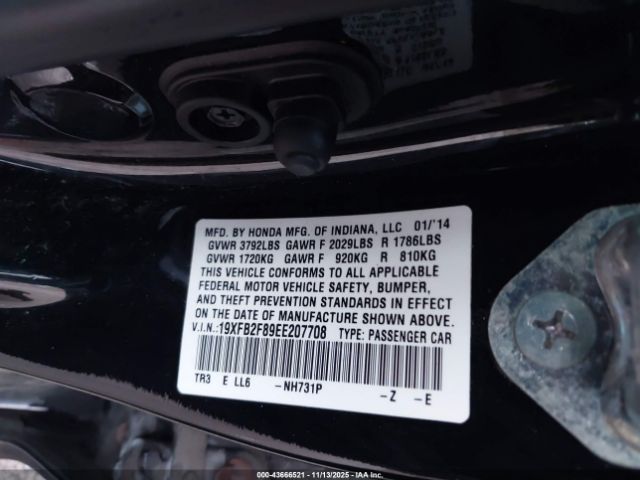 MFD. BY HONDA MFG. OF INDIANA, LLC 01/'14
GVWR 3792LBS GAWR F 2029LBS R 1786LBS
GVWR 1720KG GAWR F 920KG R 810KG
THIS VEHICLE CONFORMS TO ALL APPLICABLE
FEDERAL MOTOR VEHICLE SAFETY, BUMPER,
AND THEFT PREVENTION STANDARDS IN EFFECT
ON THE DATE OF MANUFACTURE SHOWN ABOVE.
V.I.N.:19XFB2F89EE207708 TYPE: PASSENGER CAR
TR3 E LL6 -NH731P -Z -E
000-43666521 - 11/13/2025 - IAAI.com